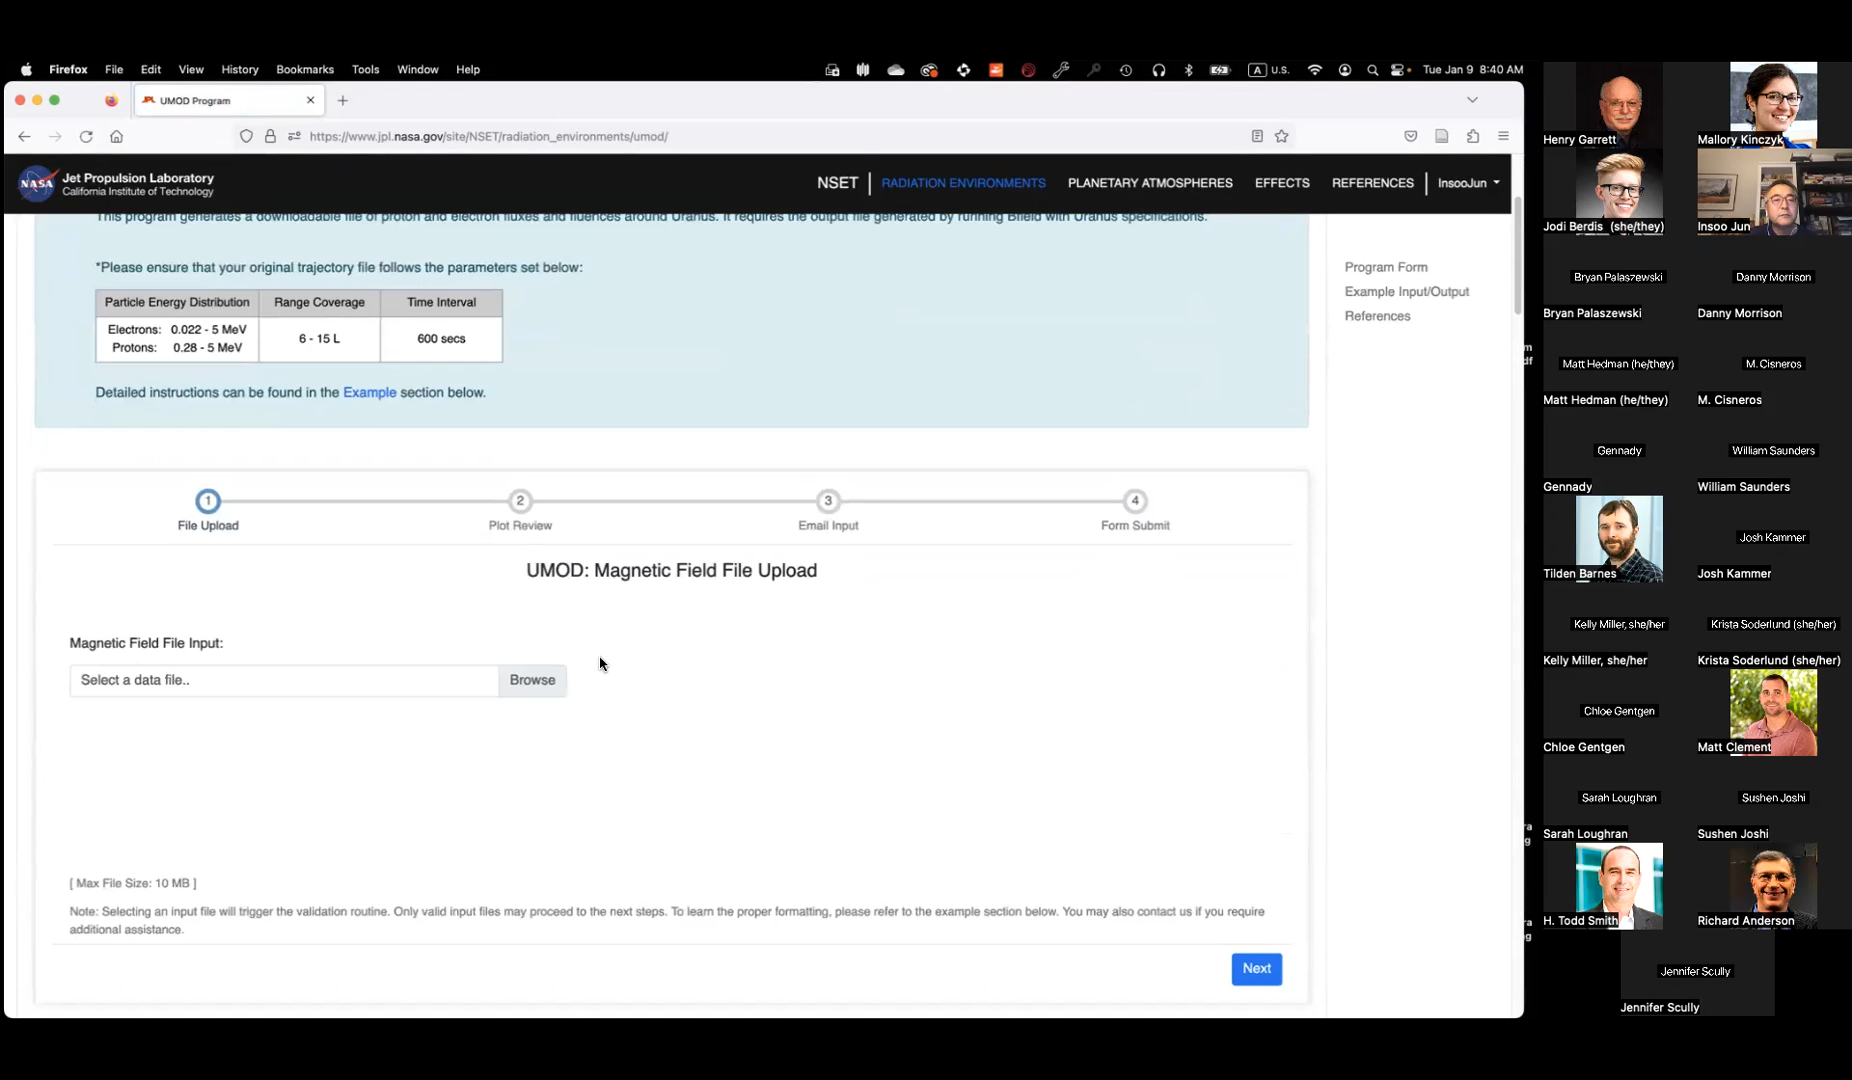 Firefox File Edit View History Bookmarks Tools Window Help
A U.S.
Tue Jan 9 8:40 AM
UMOD Program
https://www.jpl.nasa.gov/site/NSET/radiation_environments/umod/
NASA
Jet Propulsion Laboratory
California Institute of Technology
NSET
RADIATION ENVIRONMENTS
PLANETARY ATMOSPHERES
EFFECTS
REFERENCES
InsooJun
This program generates a downloadable file of proton and electron fluxes and fluences around Uranus. It requires the output file generated by running Bfield with Uranus specifications.
*Please ensure that your original trajectory file follows the parameters set below:
Particle Energy Distribution Range Coverage Time Interval
Electrons: 0.022 - 5 MeV
Protons: 0.28 - 5 MeV
6 - 15 L
600 secs
Detailed instructions can be found in the Example section below.
Program Form
Example Input/Output
References
1 2 3 4
File Upload Plot Review Email Input Form Submit
UMOD: Magnetic Field File Upload
Magnetic Field File Input:
Select a data file..
Browse
[ Max File Size: 10 MB ]
Note: Selecting an input file will trigger the validation routine. Only valid input files may proceed to the next steps. To learn the proper formatting, please refer to the example section below. You may also contact us if you require
additional assistance.
Next
m
df
ra
g
ra
ng
Henry Garrett
Mallory Kinczyk
Jodi Berdis (she/they)
Insoo Jun
Bryan Palaszewski
Danny Morrison
Bryan Palaszewski
Danny Morrison
Matt Hedman (he/they)
M. Cisneros
Matt Hedman (he/they)
M. Cisneros
Gennady
William Saunders
Gennady
William Saunders
Josh Kammer
Tilden Barnes
Josh Kammer
Kelly Miller, she/her
Krista Soderlund (she/her)
Kelly Miller, she/her
Krista Soderlund (she/her)
Chloe Gentgen
Chloe Gentgen
Matt Clement
Sarah Loughran
Sushen Joshi
Sarah Loughran
Sushen Joshi
H. Todd Smith
Richard Anderson
Jennifer Scully
Jennifer Scully